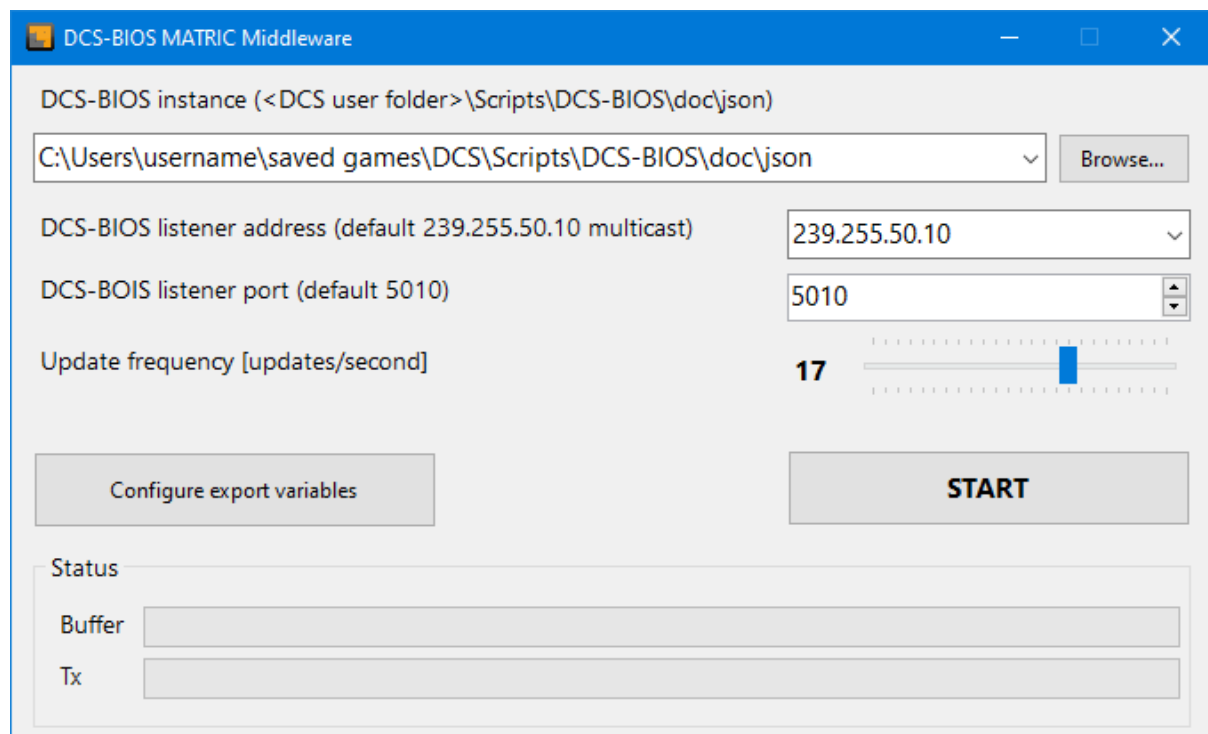 DCS-BIOS MATRIC Middleware
DCS-BIOS instance (<DCS user folder>\Scripts\DCS-BIOS\doc\json)
C:\Users\username\saved games\DCS\Scripts\DCS-BIOS\doc\json
Browse...
DCS-BIOS listener address (default 239.255.50.10 multicast)
239.255.50.10
DCS-BOIS listener port (default 5010)
5010
Update frequency [updates/second]
17
Configure export variables
START
Status
Buffer
Tx